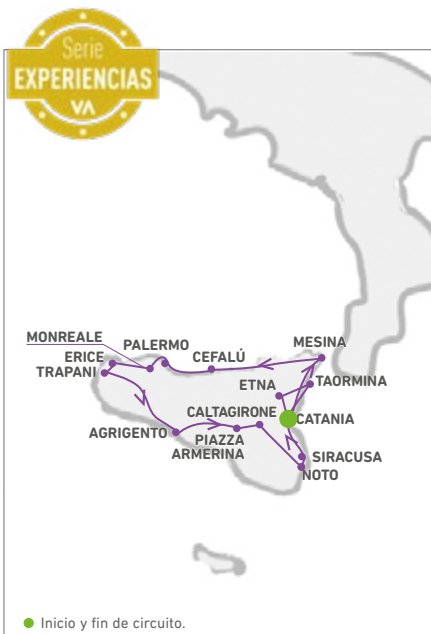 Serie
EXPERIENCIAS
VA
MONREALE
PALERMO
CEFALÚ
MESINA
ERICE
TRAPANI
ETNA
TAORMINA
CALTAGIRONE
CATANIA
AGRIGENTO
PIAZZA
ARMERINA
SIRACUSA
NOTO
Inicio y fin de circuito.